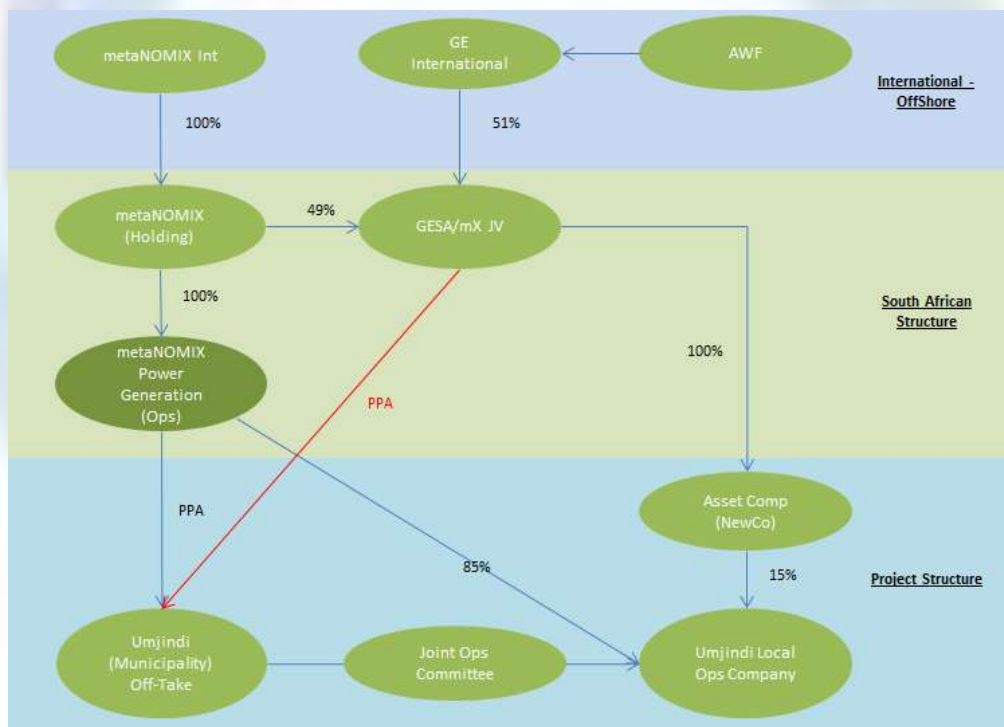 metaNOMIX Int
GE
International
AWF
International -
OffShore
100%
51%
metaNOMIX
(Holding)
49%
GESA/mX JV
100%
South African
Structure
metaNOMIX
Power
Generation
(Ops)
100%
PPA
PPA
Asset Comp
(NewCo)
85%
15%
Project Structure
Umjindi
(Municipality)
Off-Take
Joint Ops
Committee
Umjindi Local
Ops Company